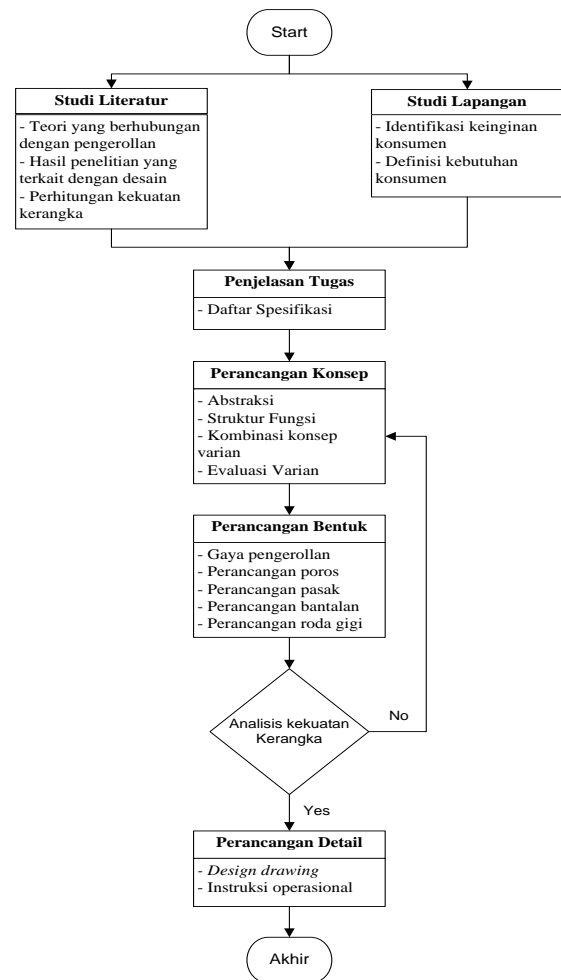 Start
Studi Literatur
- Teori yang berhubungan
dengan pengerollan
- Hasil penelitian yang
terkait dengan desain
- Perhitungan kekuatan
kerangka
Studi Lapangan
- Identifikasi keinginan
konsumen
- Definisi kebutuhan
konsumen
Penjelasan Tugas
- Daftar Spesifikasi
Perancangan Konsep
- Abstraksi
- Struktur Fungsi
- Kombinasi konsep
varian
- Evaluasi Varian
Perancangan Bentuk
- Gaya pengerollan
- Perancangan poros
- Perancangan pasak
- Perancangan bantalan
- Perancangan roda gigi
Analisis kekuatan
Kerangka
No
Yes
Perancangan Detail
- Design drawing
- Instruksi operasional
Akhir